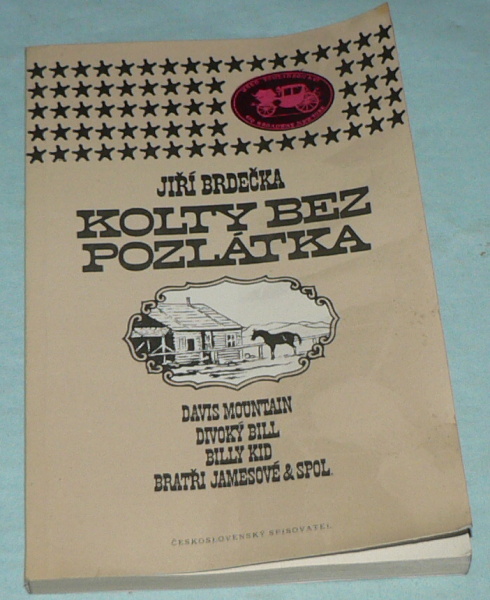 JIŘÍ BRDEČKA
KOLTY BEZ
POZLÁTKA
DAVIS MOUNTAIN
DIVOKÝ BILL
BILLY KID
BRATŘI JAMESOVÉ & SPOL.
ČESKOSLOVENSKÝ SPISOVATEL